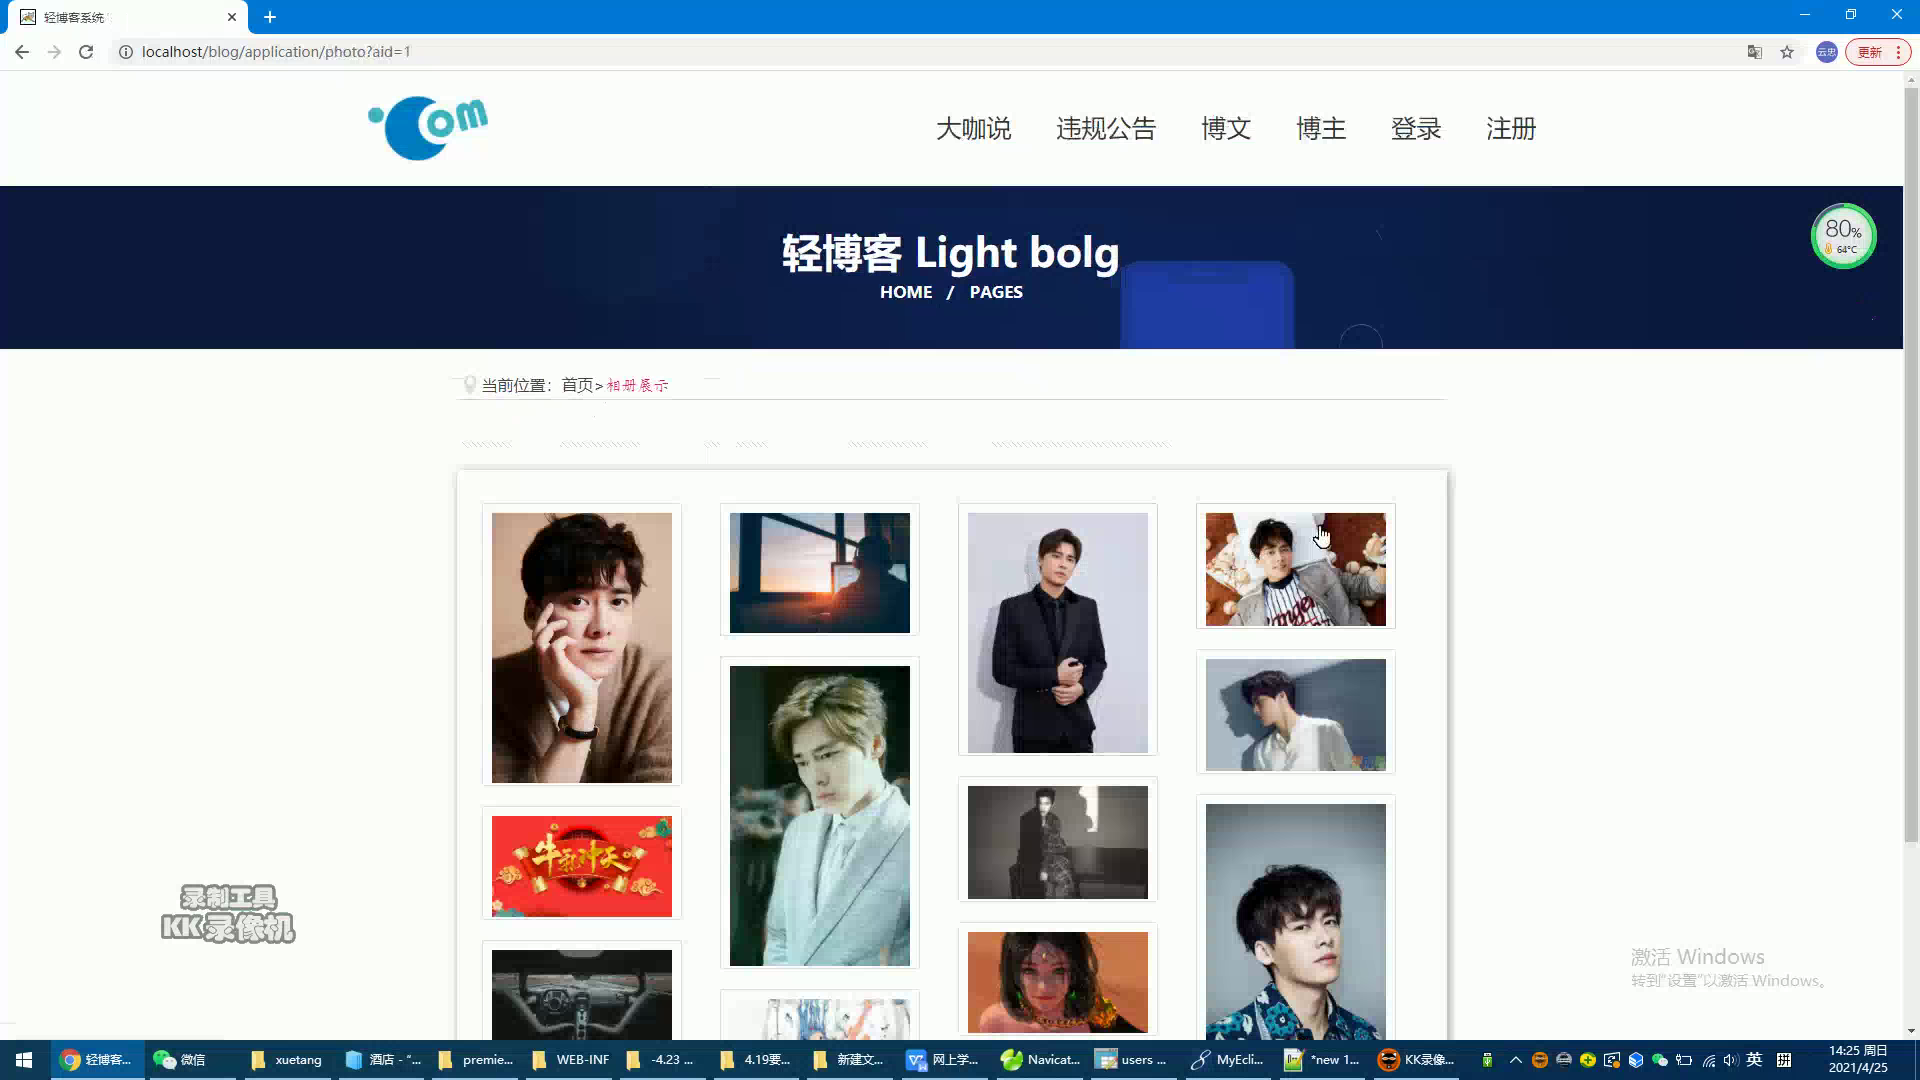 轻博客系统
localhost/blog/application/photo?aid=1
更新
com
大咖说 违规公告 博文 博主 登录 注册
轻博客 Light bolg
HOME / PAGES
80%
64°C
当前位置：首页>相册展示
牛气冲天
录制工具
KK录像机
激活 Windows
转到"设置"以激活 Windows。
轻博客... 微信 xuetang 酒店 - "... premie... WEB-INF -4.23 ... 4.19要... 新建文... 网上学... Navicat... users ... MyEcli... *new 1... KK录像... 英 拼
14:25 周日
2021/4/25